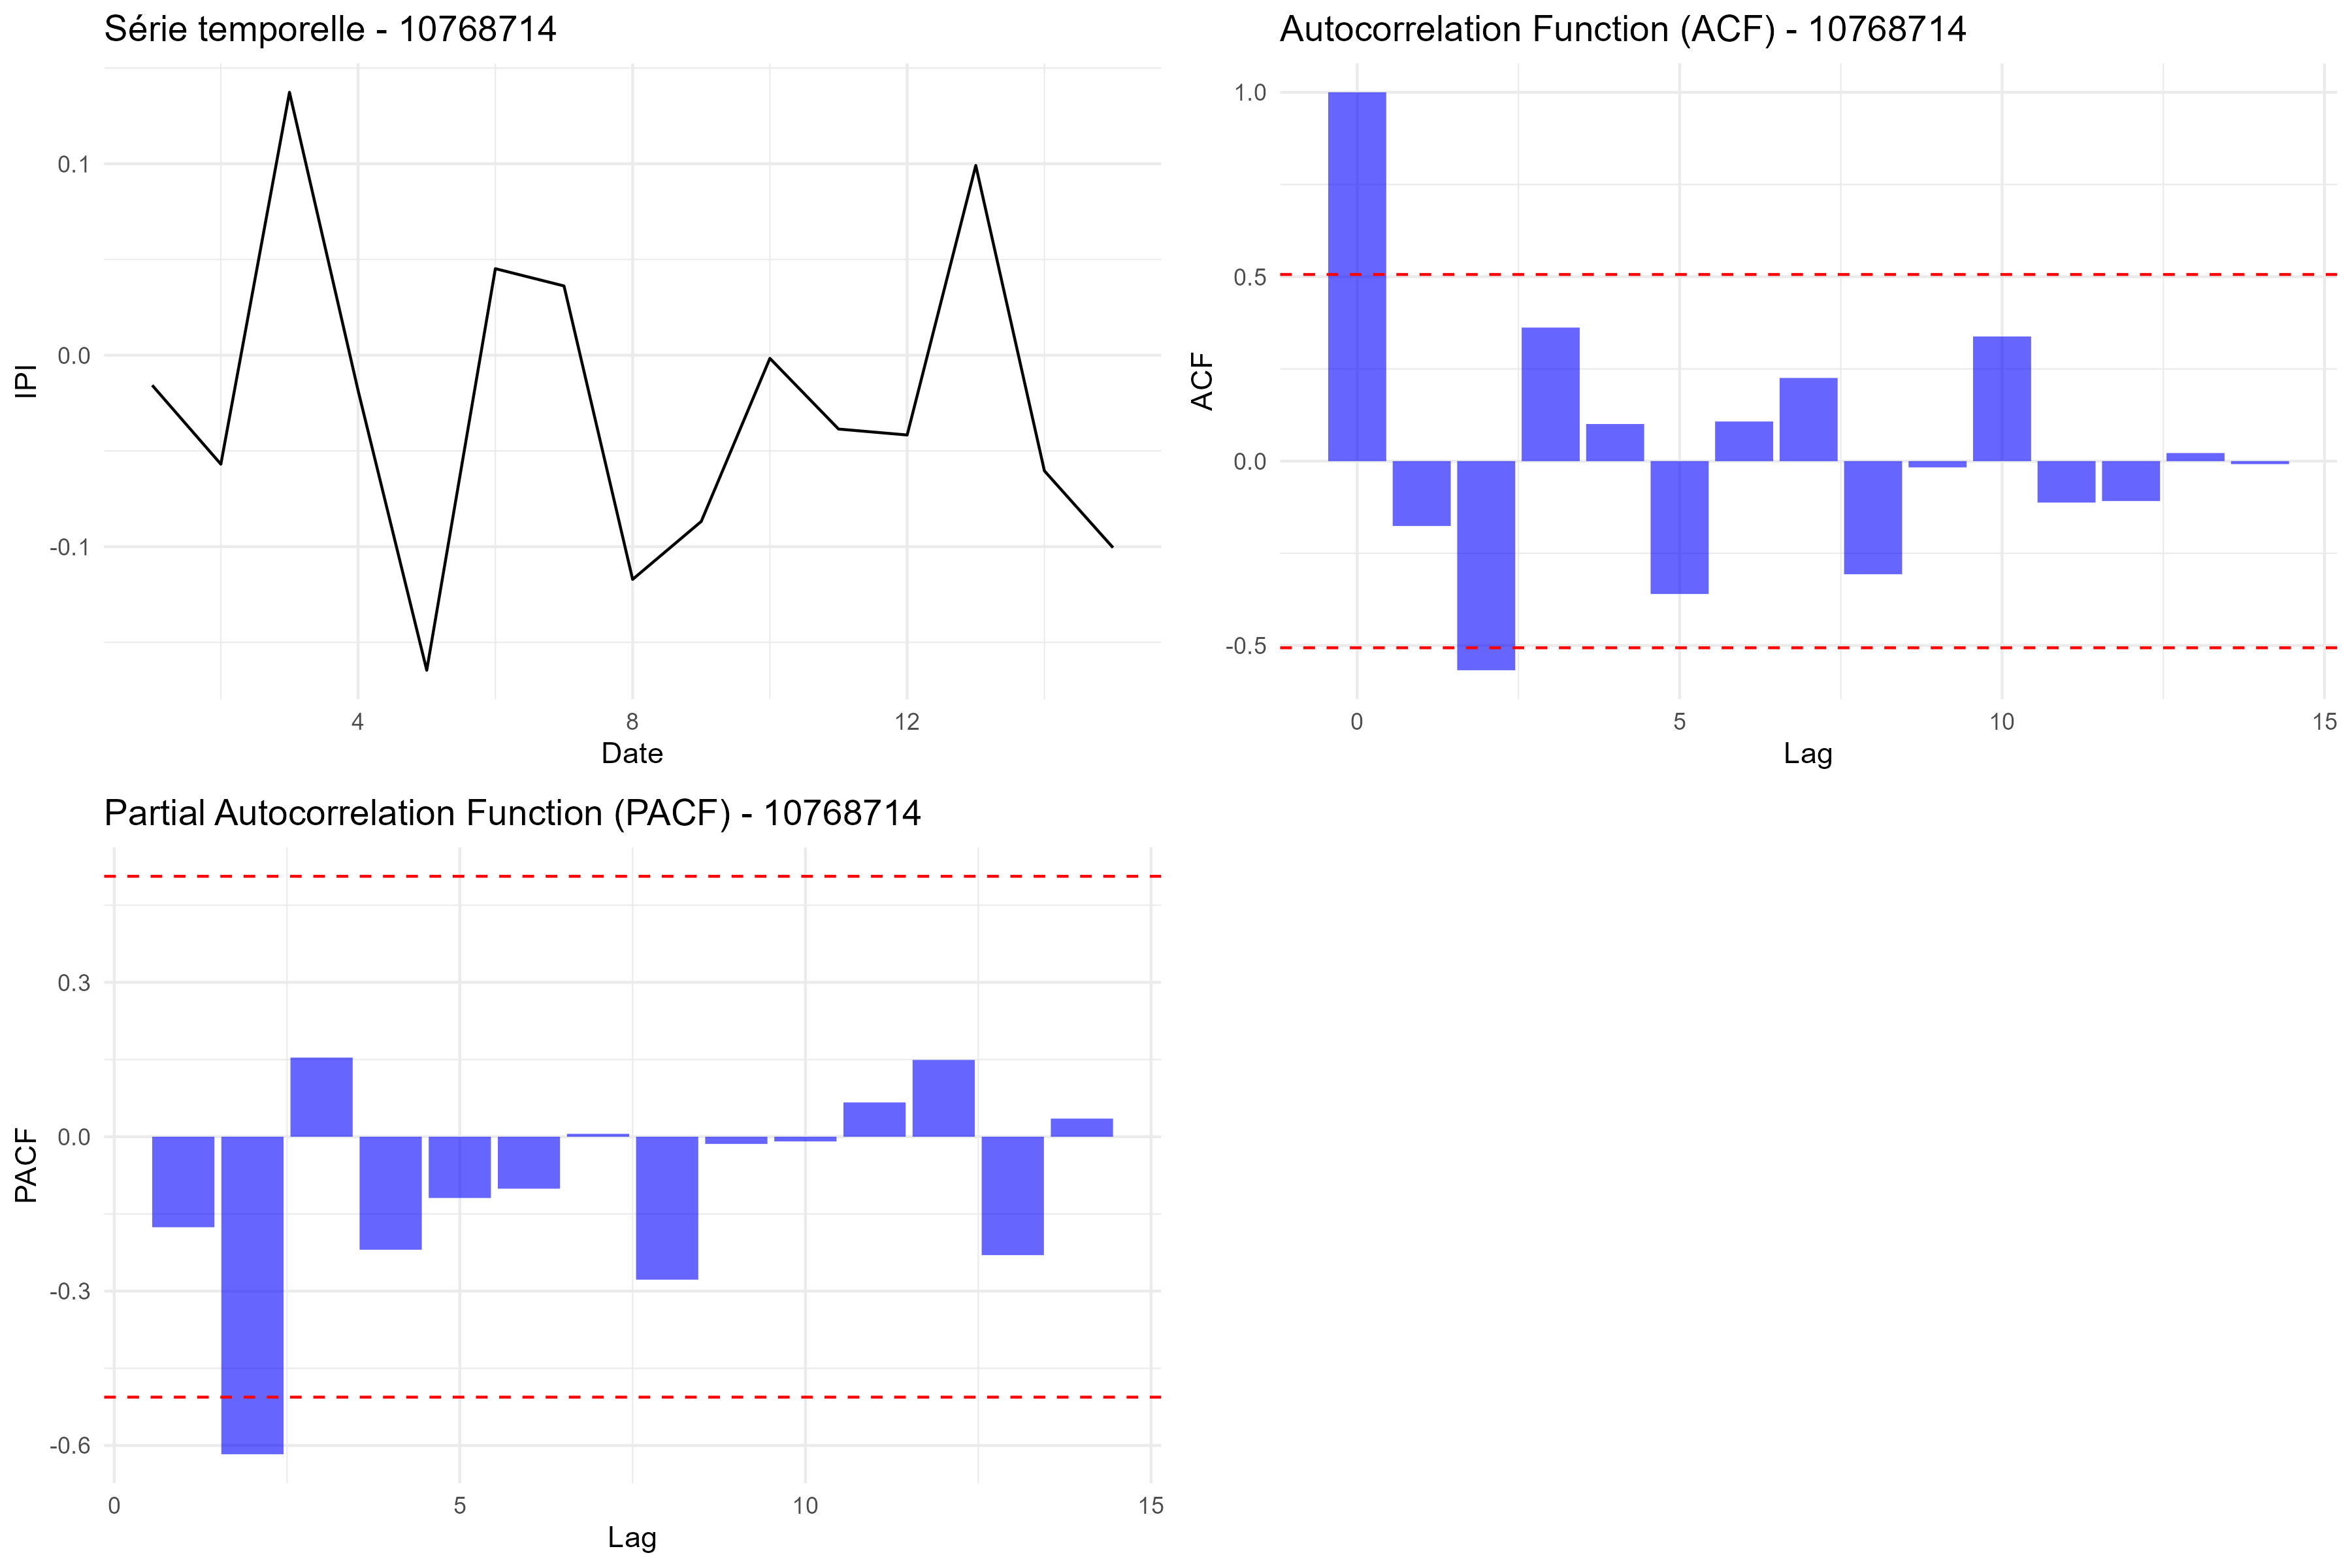 Série temporelle - 10768714
IPI
0.1
0.0
-0.1
4 8 12
Date
Autocorrelation Function (ACF) - 10768714
ACF
1.0
0.5
0.0
-0.5
0 5 10 15
Lag
Partial Autocorrelation Function (PACF) - 10768714
PACF
0.3
0.0
-0.3
-0.6
0 5 10 15
Lag